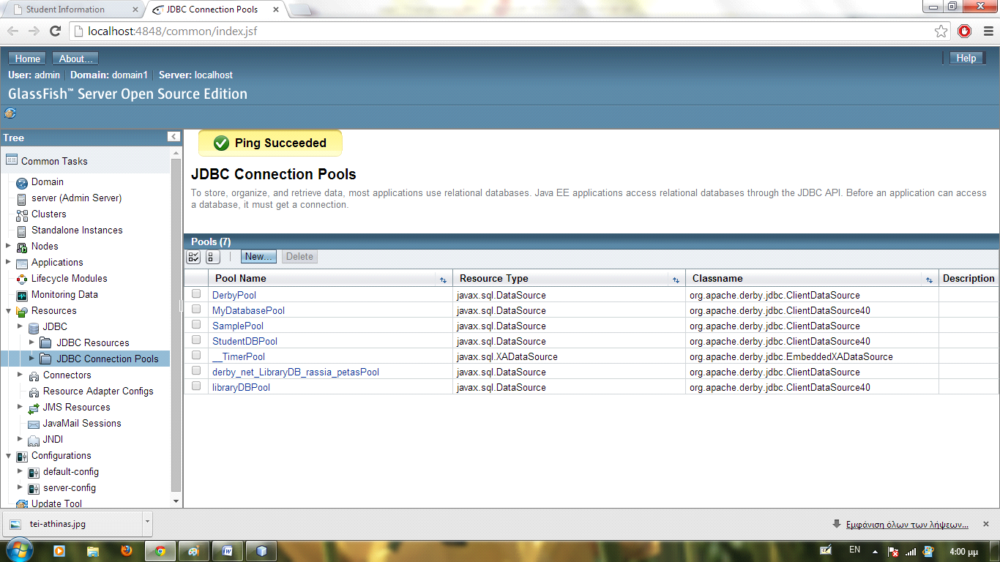 Student Information
JDBC Connection Pools
localhost:4848/common/index.jsf
Home About... Help
User: admin Domain: domain1 Server: localhost
GlassFish™ Server Open Source Edition
Tree
Common Tasks
Domain
server (Admin Server)
Clusters
Standalone Instances
Nodes
Applications
Lifecycle Modules
Monitoring Data
Resources
JDBC
JDBC Resources
JDBC Connection Pools
Connectors
Resource Adapter Configs
JMS Resources
JavaMail Sessions
JNDI
Configurations
default-config
server-config
Update Tool
Ping Succeeded
JDBC Connection Pools
To store, organize, and retrieve data, most applications use relational databases. Java EE applications access relational databases through the JDBC API. Before an application can access
a database, it must get a connection.
Pools (7)
New... Delete
Pool Name Resource Type Classname Description
DerbyPool javax.sql.DataSource org.apache.derby.jdbc.ClientDataSource
MyDatabasePool javax.sql.DataSource org.apache.derby.jdbc.ClientDataSource40
SamplePool javax.sql.DataSource org.apache.derby.jdbc.ClientDataSource
StudentDBPool javax.sql.DataSource org.apache.derby.jdbc.ClientDataSource40
__TimerPool javax.sql.XADataSource org.apache.derby.jdbc.EmbeddedXADataSource
derby_net_LibraryDB_rassia_petasPool javax.sql.DataSource org.apache.derby.jdbc.ClientDataSource
libraryDBPool javax.sql.DataSource org.apache.derby.jdbc.ClientDataSource40
tei-athinas.jpg
Εμφάνιση όλων των λήψεων...
EN
4:00 μμ